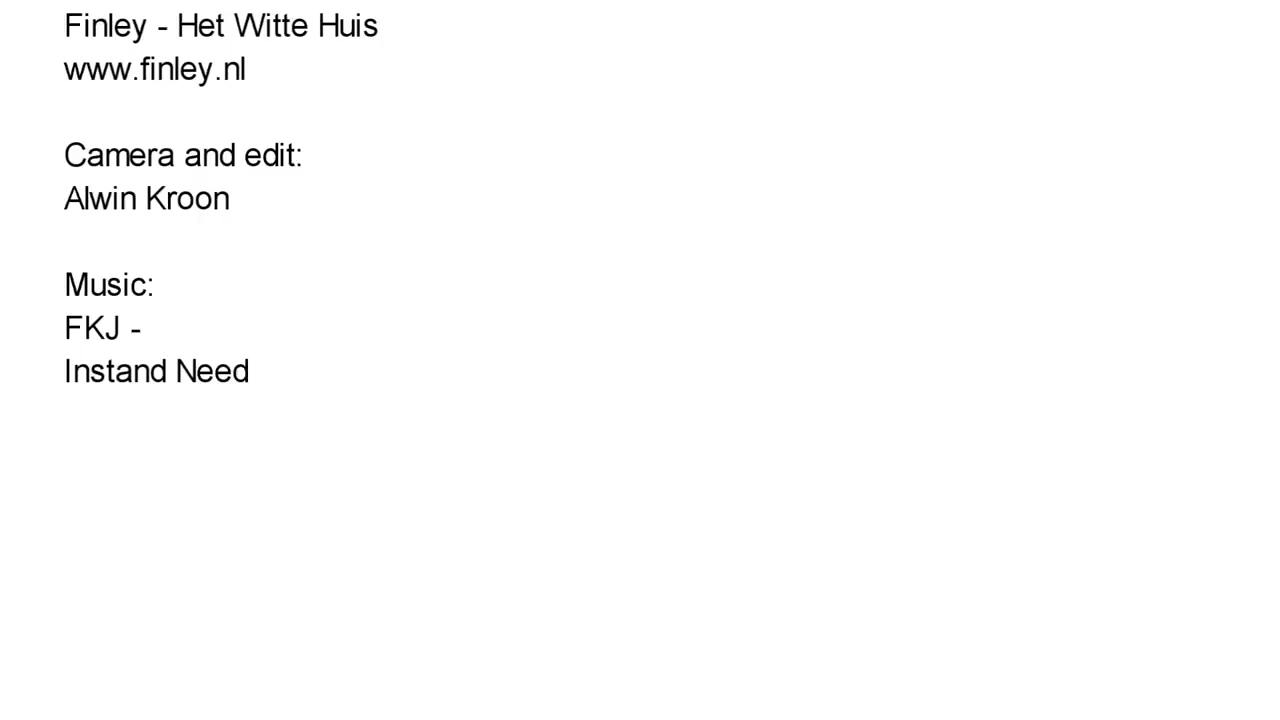 Finley - Het Witte Huis
www.finley.nl
Camera and edit:
Alwin Kroon
Music:
FKJ -
Instand Need